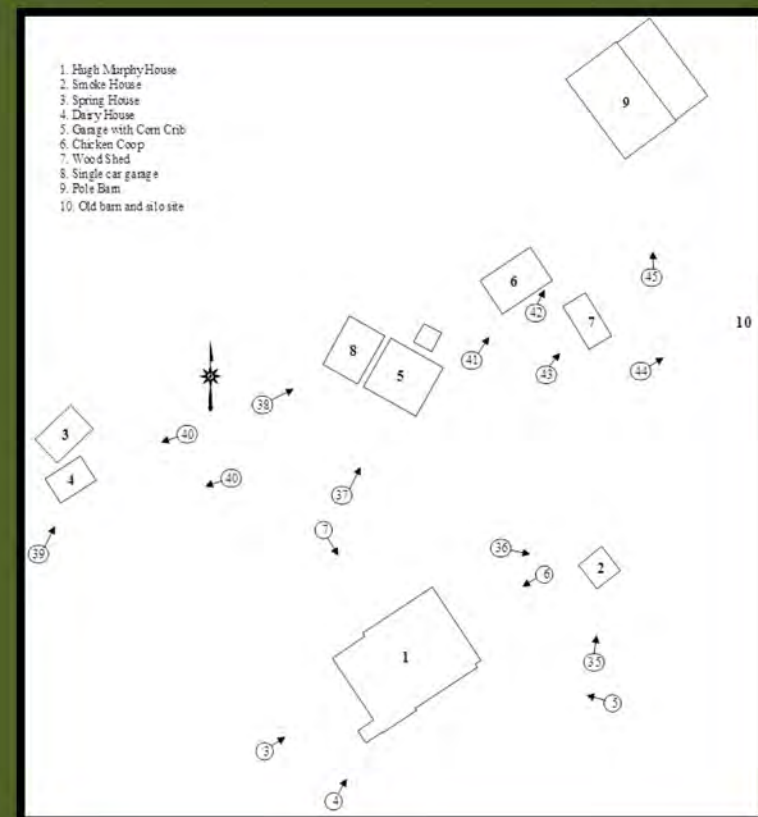 1. Hugh Murphy House
2. Smoke House
3. Spring House
4. Dairy House
5. Garage with Corn Crib
6. Chicken Coop
7. Wood Shed
8. Single car garage
9. Pole Barn
10. Old barn and silo site
9
6
45
42
7
10
8
41
5
43
44
38
3
40
4
40
37
39
7
36
6
2
1
35
5
3
4